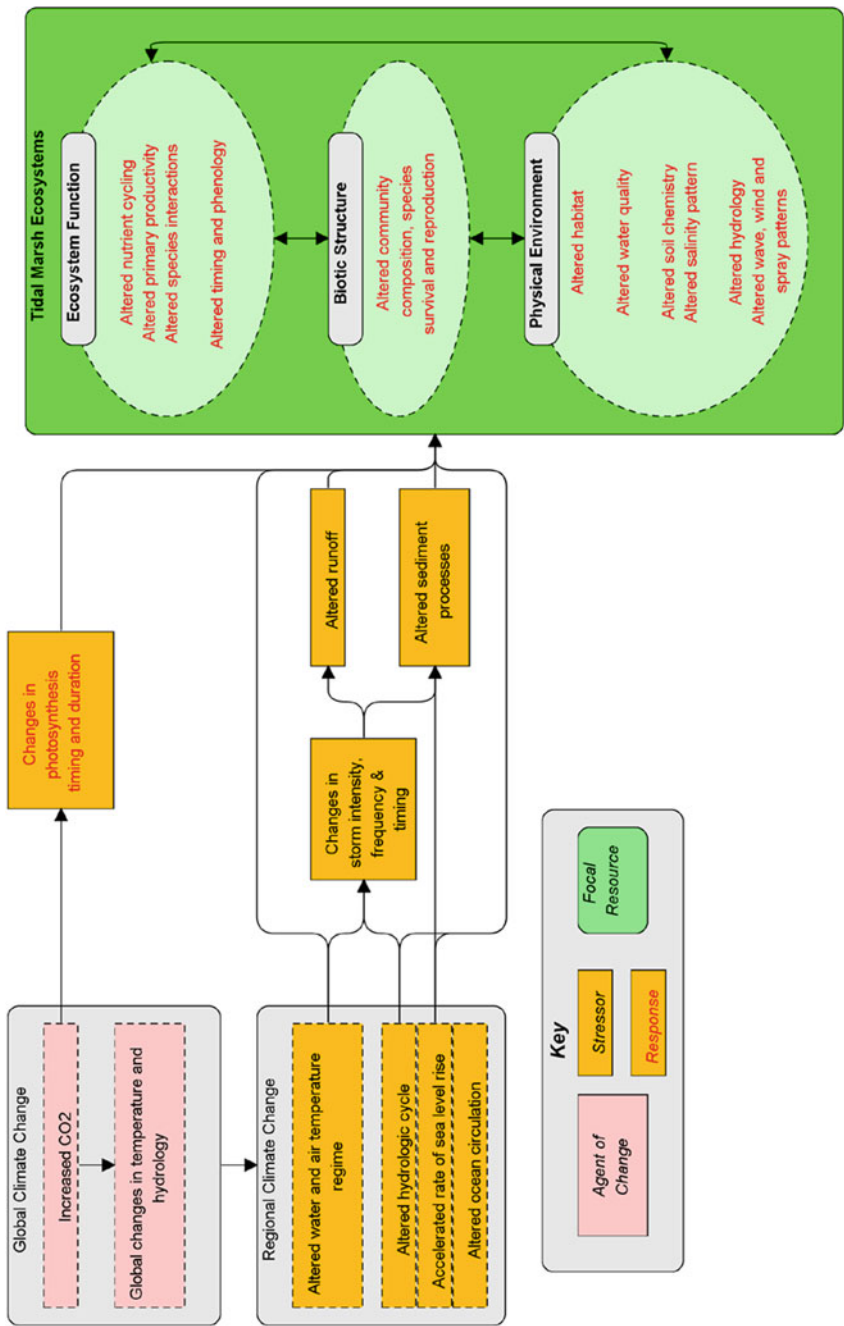 Global Climate Change
Increased CO2
Global changes in temperature and
hydrology
Regional Climate Change
Altered water and air temperature
regime
Altered hydrologic cycle
Accelerated rate of sea level rise
Altered ocean circulation
Changes in
photosynthesis
timing and duration
Changes in
storm intensity,
frequency &
timing
Altered runoff
Altered sediment
processes
Tidal Marsh Ecosystems
Ecosystem Function
Altered nutrient cycling
Altered primary productivity
Altered species interactions
Altered timing and phenology
Biotic Structure
Altered community
composition, species
survival and reproduction
Physical Environment
Altered habitat
Altered water quality
Altered soil chemistry
Altered salinity pattern
Altered hydrology
Altered wave, wind and
spray patterns
Key
Agent of
Change
Stressor
Response
Focal
Resource